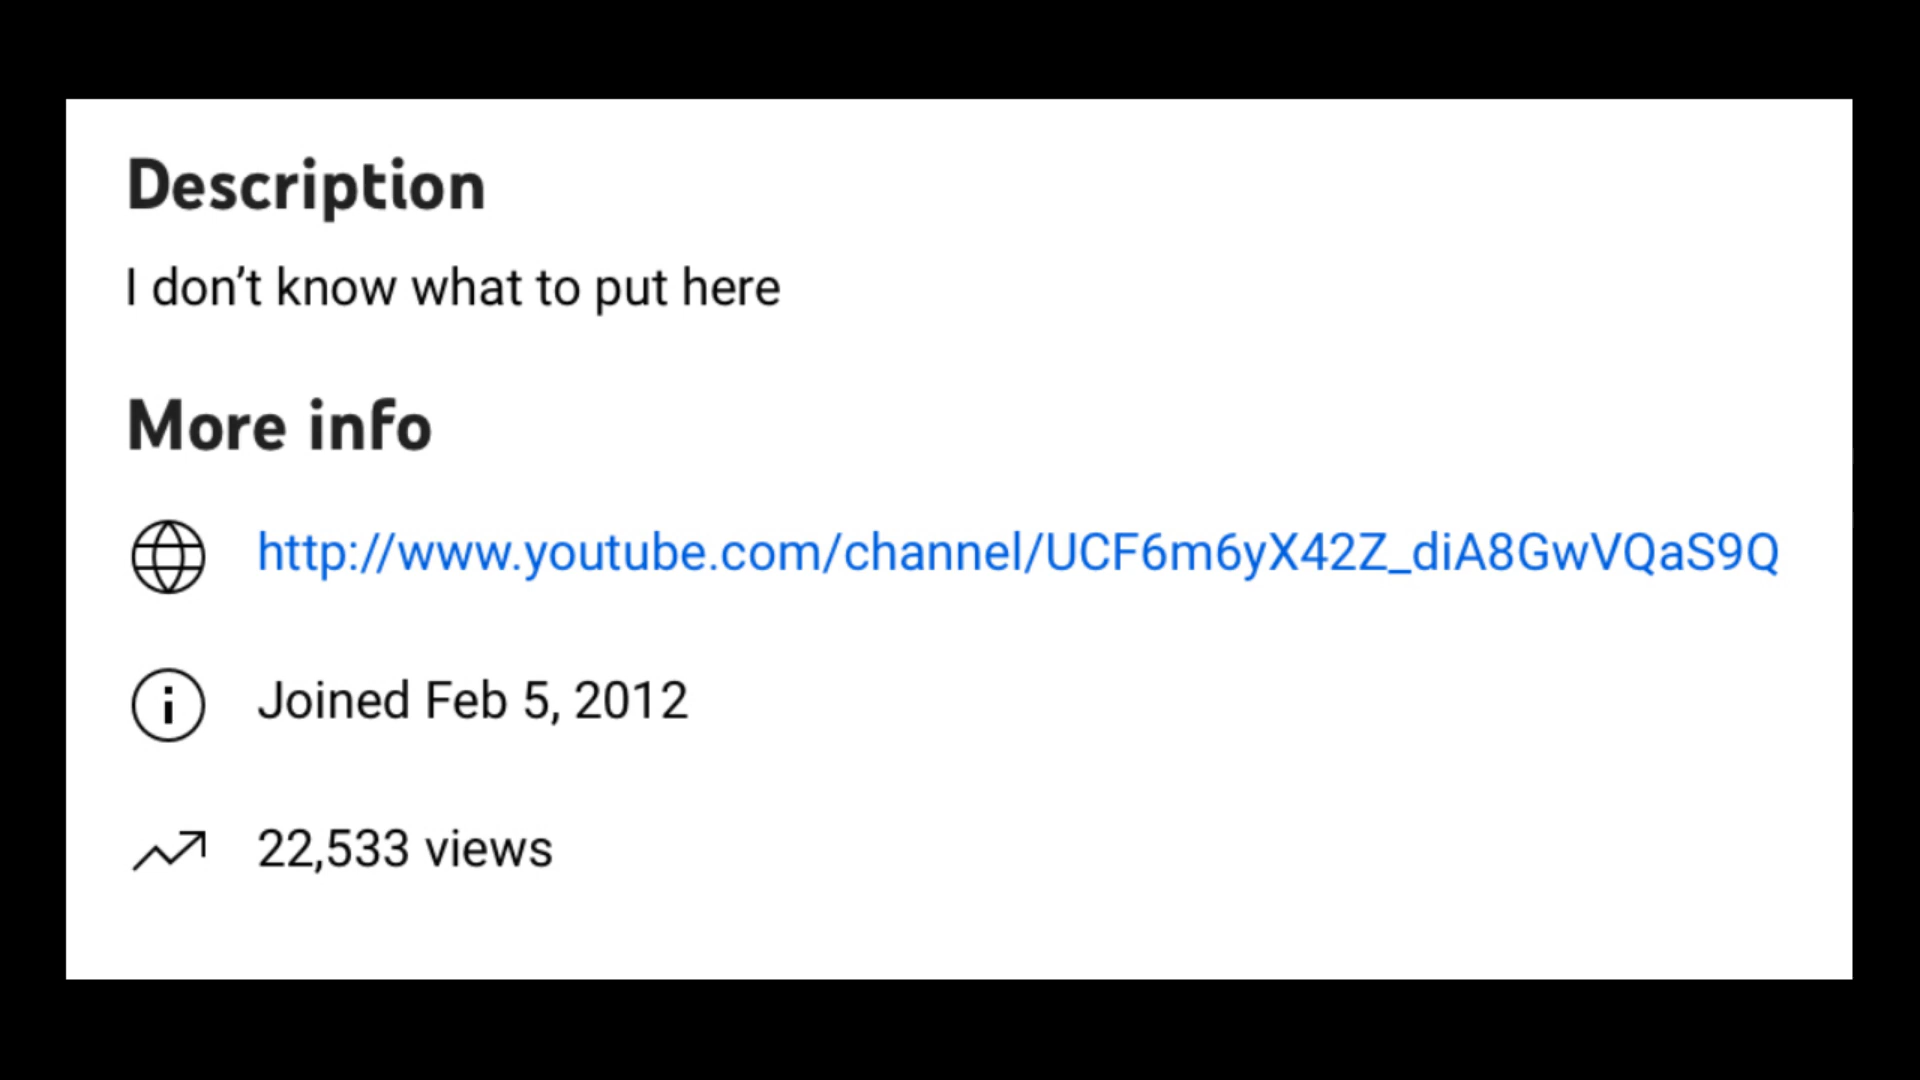 Description
I don’t know what to put here
More info
http://www.youtube.com/channel/UCF6m6yX42Z_diA8GwVQaS9Q
Joined Feb 5, 2012
22,533 views